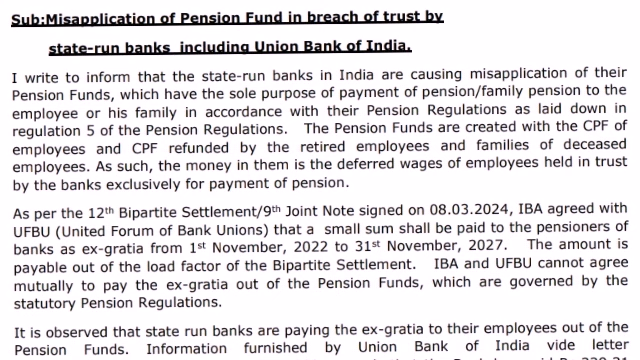 Sub:Misapplication of Pension Fund in breach of trust by
state-run banks including Union Bank of India.
I write to inform that the state-run banks in India are causing misapplication of their
Pension Funds, which have the sole purpose of payment of pension/family pension to the
employee or his family in accordance with their Pension Regulations as laid down in
regulation 5 of the Pension Regulations. The Pension Funds are created with the CPF of
employees and CPF refunded by the retired employees and families of deceased
employees. As such, the money in them is the deferred wages of employees held in trust
by the banks exclusively for payment of pension.
As per the 12th Bipartite Settlement/9th Joint Note signed on 08.03.2024, IBA agreed with
UFBU (United Forum of Bank Unions) that a small sum shall be paid to the pensioners of
banks as ex-gratia from 1st November, 2022 to 31st November, 2027. The amount is
payable out of the load factor of the Bipartite Settlement. IBA and UFBU cannot agree
mutually to pay the ex-gratia out of the Pension Funds, which are governed by the
statutory Pension Regulations.
It is observed that state run banks are paying the ex-gratia to their employees out of the
Pension Funds. Information furnished by Union Bank of India vide letter